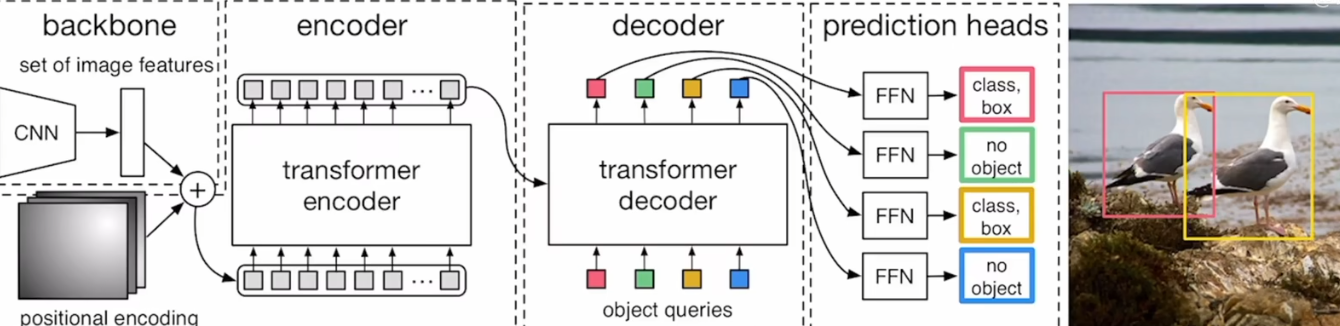 backbone
set of image features
CNN
+
positional encoding
encoder
...
transformer
encoder
...
decoder
transformer
decoder
object queries
prediction heads
FFN
class,
box
FFN
no
object
FFN
class,
box
FFN
no
object